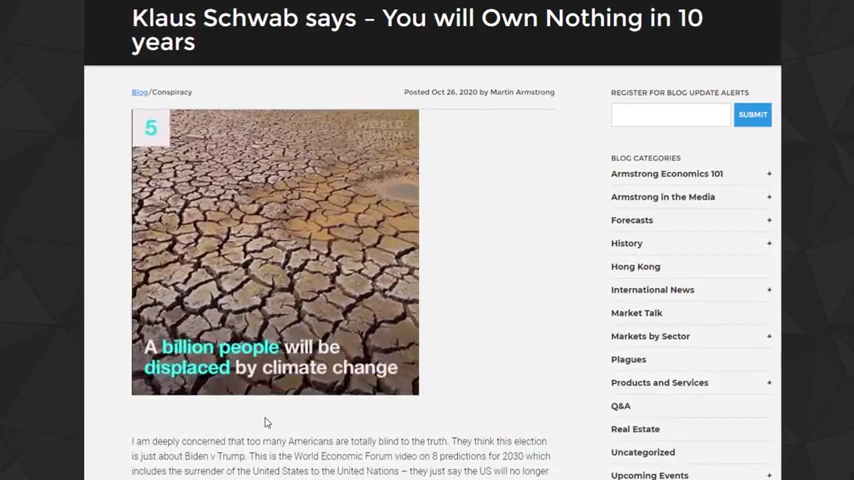 Klaus Schwab says – You will Own Nothing in 10
years
Blog/Conspiracy
Posted Oct 26, 2020 by Martin Armstrong
5
WORLD
ECONOMIC
A billion people will be
displaced by climate change
I am deeply concerned that too many Americans are totally blind to the truth. They think this election
is just about Biden v Trump. This is the World Economic Forum video on 8 predictions for 2030 which
includes the surrender of the United States to the United Nations – they just say the US will no longer
REGISTER FOR BLOG UPDATE ALERTS
SUBMIT
BLOG CATEGORIES
Armstrong Economics 101 +
Armstrong in the Media
Forecasts +
History +
Hong Kong
International News +
Market Talk
Markets by Sector +
Plagues
Products and Services +
Q&A
Real Estate
Uncategorized
Upcoming Events +